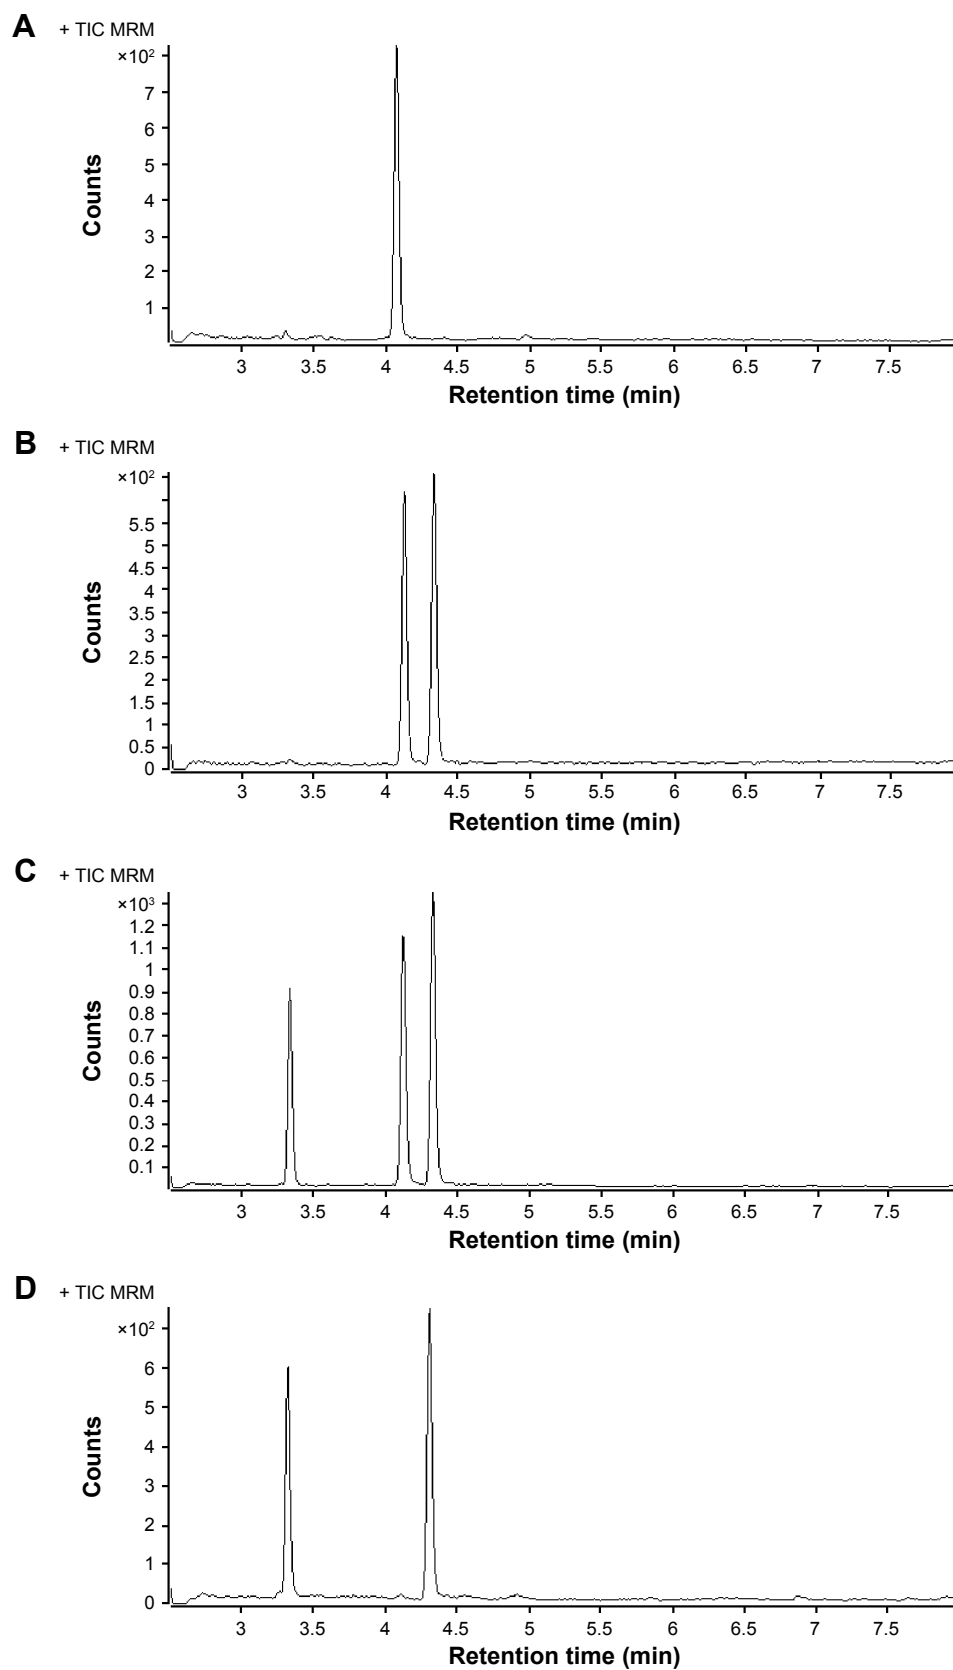 A + TIC MRM
×10²
7
6
5
4
3
2
1
Counts
3 3.5 4 4.5 5 5.5 6 6.5 7 7.5
Retention time (min)
B + TIC MRM
×10²
5.5
5
4.5
4
3.5
3
2.5
2
1.5
1
0.5
0
Counts
3 3.5 4 4.5 5 5.5 6 6.5 7 7.5
Retention time (min)
C + TIC MRM
×10³
1.2
1.1
1
0.9
0.8
0.7
0.6
0.5
0.4
0.3
0.2
0.1
Counts
3 3.5 4 4.5 5 5.5 6 6.5 7 7.5
Retention time (min)
D + TIC MRM
×10²
6
5
4
3
2
1
0
Counts
3 3.5 4 4.5 5 5.5 6 6.5 7 7.5
Retention time (min)